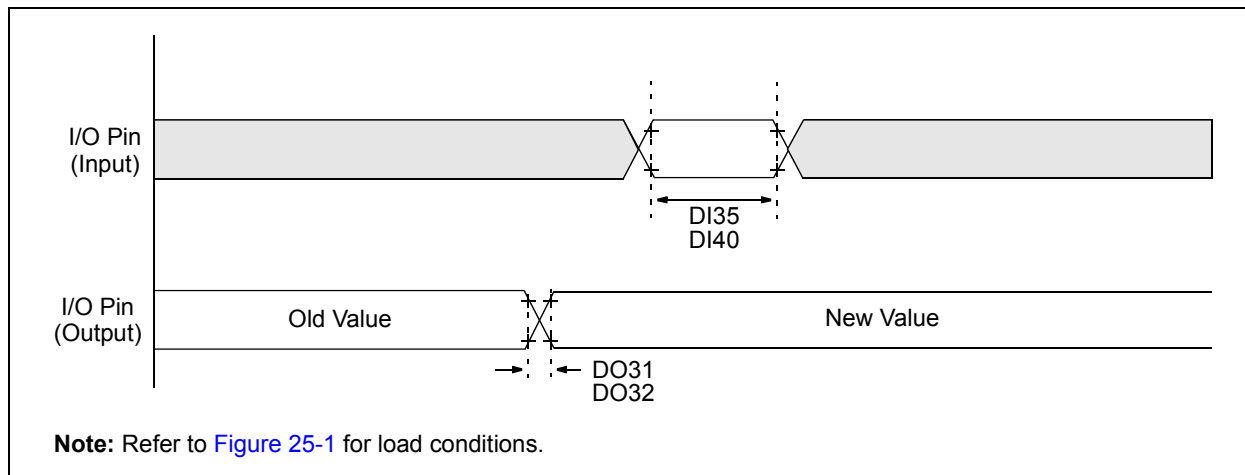 I/O Pin
(Input)
DI35
DI40
I/O Pin
(Output)
Old Value
New Value
DO31
DO32
Note: Refer to Figure 25-1 for load conditions.